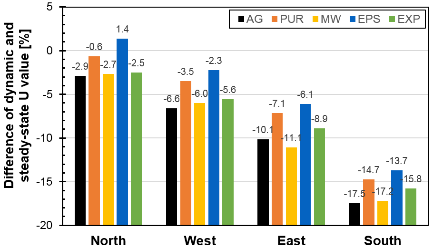 Difference of dynamic and
steady-state U value [%]
5
0
-5
-10
-15
-20
AG PUR MW EPS EXP
-2.9 -0.6 -2.7 1.4 -2.5
-6.6 -3.5 -6.0 -2.3 -5.6
-10.1 -7.1 -11.1 -6.1 -8.9
-17.5 -14.7 -17.2 -13.7 -15.8
North West East South